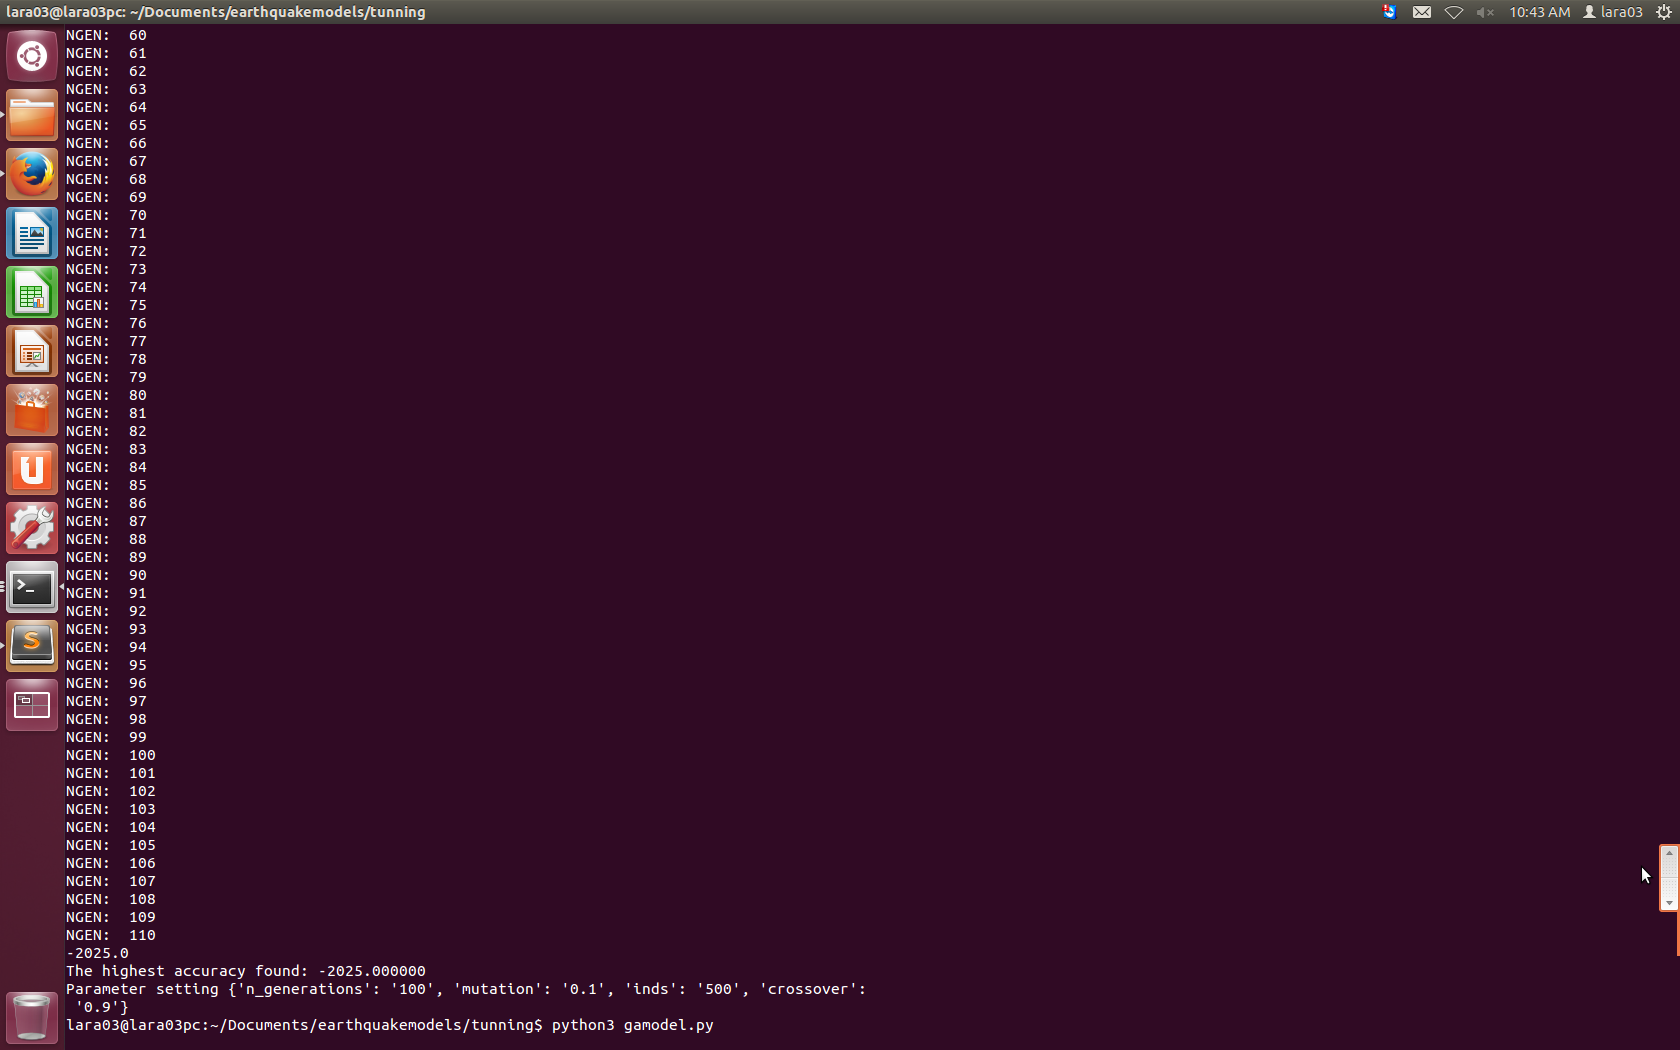 lara03@lara03pc: ~/Documents/earthquakemodels/tunning
10:43 AM
lara03
NGEN:  60
NGEN:  61
NGEN:  62
NGEN:  63
NGEN:  64
NGEN:  65
NGEN:  66
NGEN:  67
NGEN:  68
NGEN:  69
NGEN:  70
NGEN:  71
NGEN:  72
NGEN:  73
NGEN:  74
NGEN:  75
NGEN:  76
NGEN:  77
NGEN:  78
NGEN:  79
NGEN:  80
NGEN:  81
NGEN:  82
NGEN:  83
NGEN:  84
NGEN:  85
NGEN:  86
NGEN:  87
NGEN:  88
NGEN:  89
NGEN:  90
NGEN:  91
NGEN:  92
NGEN:  93
NGEN:  94
NGEN:  95
NGEN:  96
NGEN:  97
NGEN:  98
NGEN:  99
NGEN:  100
NGEN:  101
NGEN:  102
NGEN:  103
NGEN:  104
NGEN:  105
NGEN:  106
NGEN:  107
NGEN:  108
NGEN:  109
NGEN:  110
-2025.0
The highest accuracy found: -2025.000000
Parameter setting {'n_generations': '100', 'mutation': '0.1', 'inds': '500', 'crossover':
 '0.9'}
lara03@lara03pc:~/Documents/earthquakemodels/tunning$ python3 gamodel.py